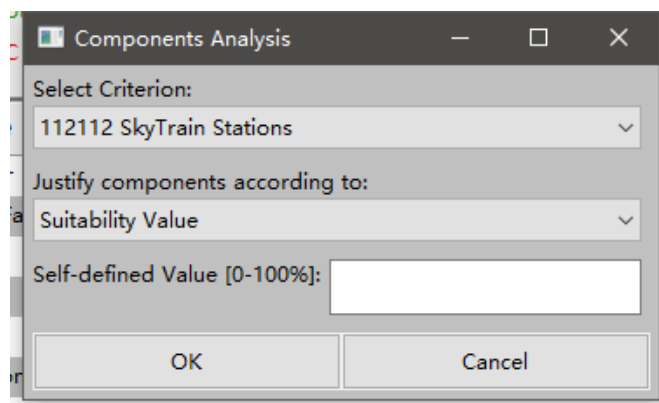 Components Analysis
Select Criterion:
112112 SkyTrain Stations
Justify components according to:
Suitability Value
Self-defined Value [0-100%]:
OK Cancel